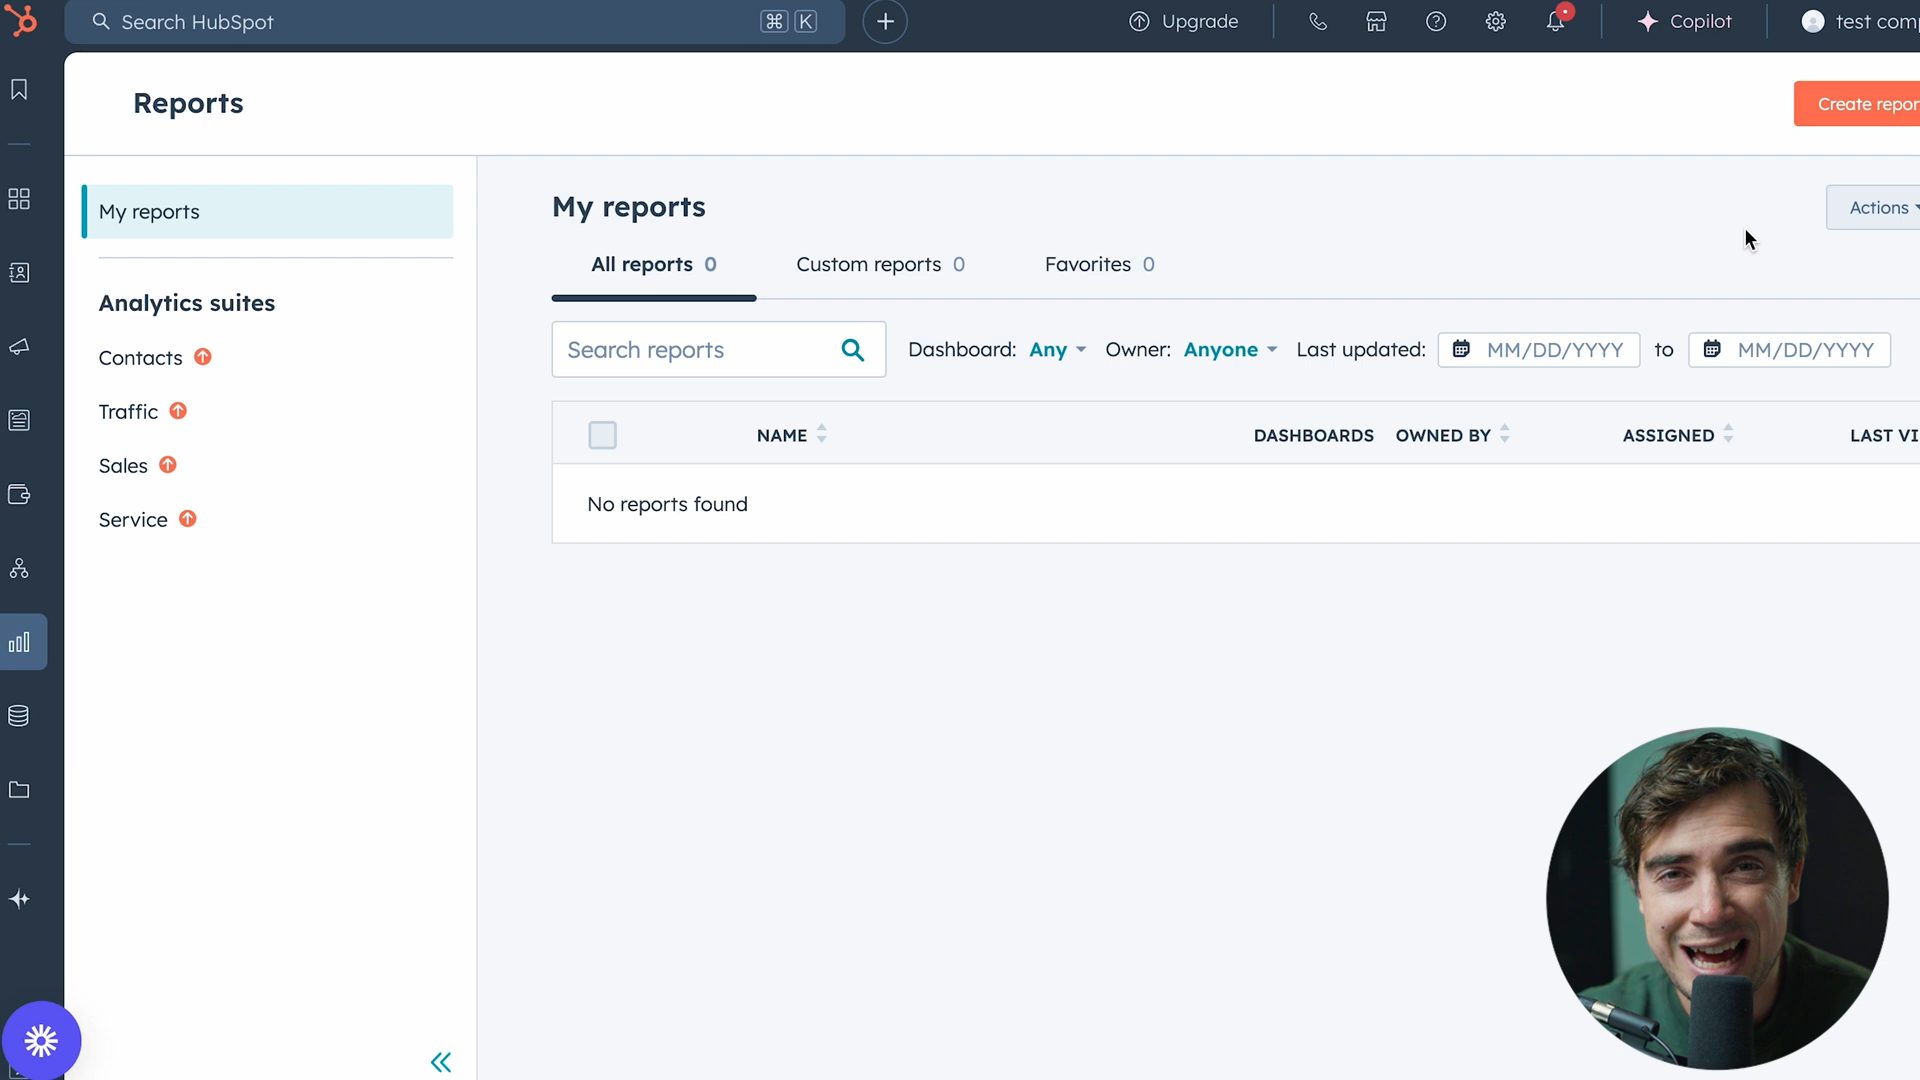 Search HubSpot
⌘ K
Upgrade
Copilot
test com
Reports
Create repor
My reports
Analytics suites
Contacts
Traffic
Sales
Service
My reports
Actions
All reports 0
Custom reports 0
Favorites 0
Search reports
Dashboard: Any
Owner: Anyone
Last updated: MM/DD/YYYY to MM/DD/YYYY
NAME
DASHBOARDS
OWNED BY
ASSIGNED
LAST VI
No reports found